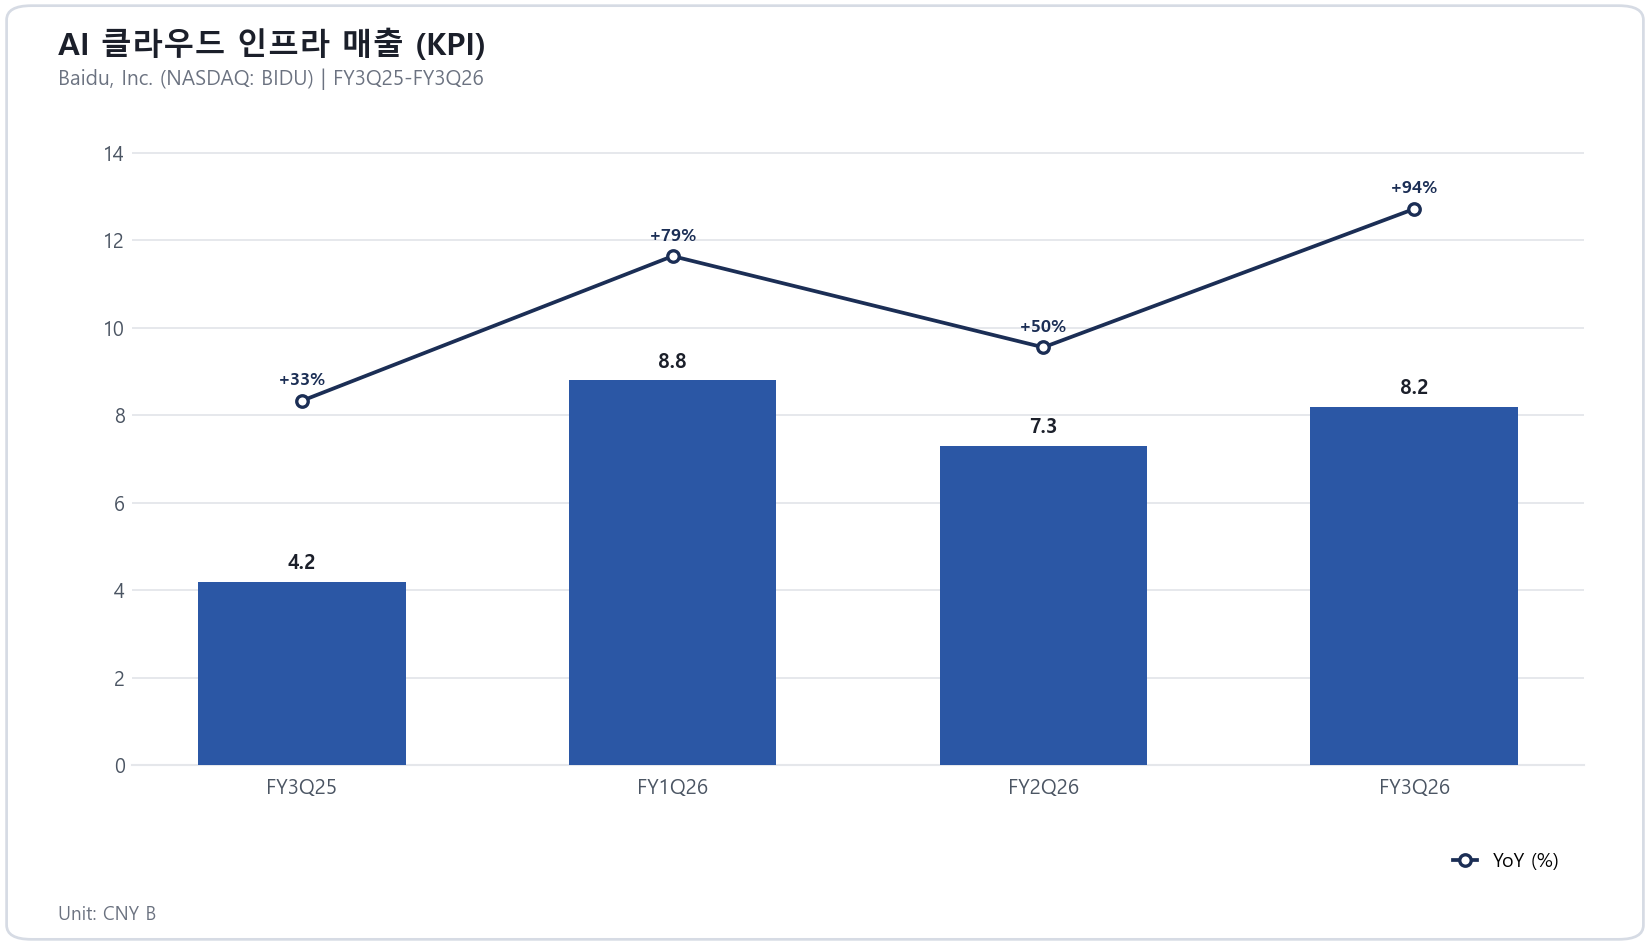 AI 클라우드 인프라 매출 (KPI)
Baidu, Inc. (NASDAQ: BIDU) | FY3Q25-FY3Q26
14
12
10
8
6
4
2
0
+33%
+79%
+50%
+94%
4.2
8.8
7.3
8.2
FY3Q25
FY1Q26
FY2Q26
FY3Q26
YoY (%)
Unit: CNY B